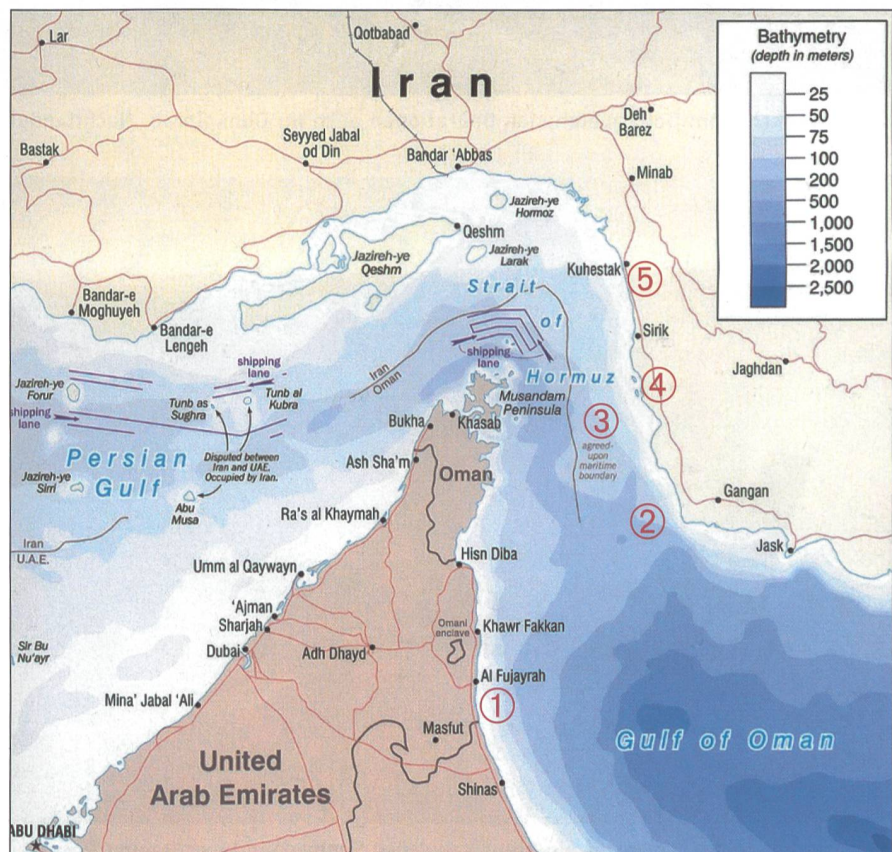 Bathymetry
(depth in meters)
25
50
75
100
200
500
1,000
1,500
2,000
2,500
Lar
Qotbabad
Iran
Deh
Barez
Bastak
Seyyed Jabal
od Din
Bandar 'Abbas
Minab
Jazireh-ye
Hormoz
Qeshm
Jazireh-ye
Qeshm
Jazireh-ye
Larak
Kuhestak
⑤
Bandar-e
Moghuyeh
Bandar-e
Lengeh
Strait
of
Hormuz
Sirik
Jaghdan
④
shipping
lane
Iran
Oman
shipping
lane
Jazireh-ye
Forur
Tunb as
Sughra
Tunb al
Kubra
shipping
lane
Musandam
Peninsula
③
Bukha
Khasab
agreed-
upon
maritime
boundary
Persian
Gulf
Disputed between
Iran and UAE.
Occupied by Iran.
Ash Sha'm
Oman
Jazireh-ye
Sirri
Abu
Musa
Gangan
②
Ra's al Khaymah
Jask
Iran
U.A.E.
Umm al Qaywayn
Hisn Diba
'Ajman
Sharjah
Dubai
Omani
enclave
Khawr Fakkan
Sir Bu
Nu'ayr
Adh Dhayd
Al Fujayrah
①
Mina' Jabal 'Ali
Masfut
Gulf of Oman
United
Arab Emirates
Shinas
ABU DHABI